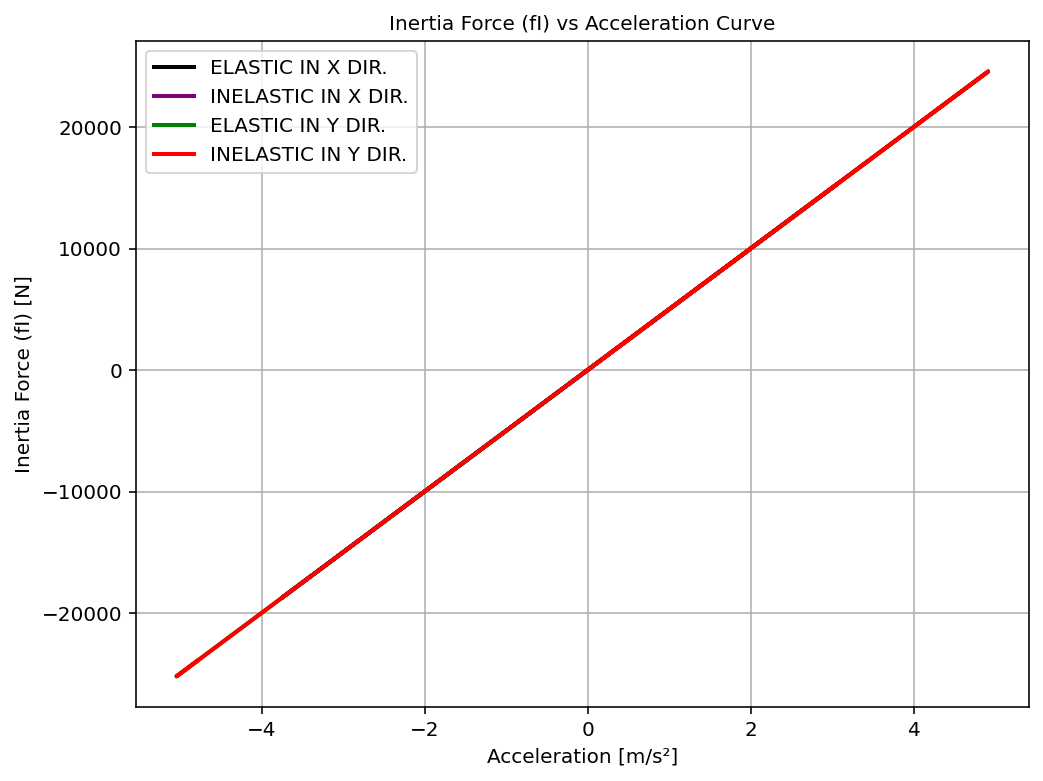 Inertia Force (fI) vs Acceleration Curve
ELASTIC IN X DIR.
INELASTIC IN X DIR.
ELASTIC IN Y DIR.
INELASTIC IN Y DIR.
Inertia Force (fI) [N]
20000
10000
0
−10000
−20000
−4
−2
0
2
4
Acceleration [m/s²]